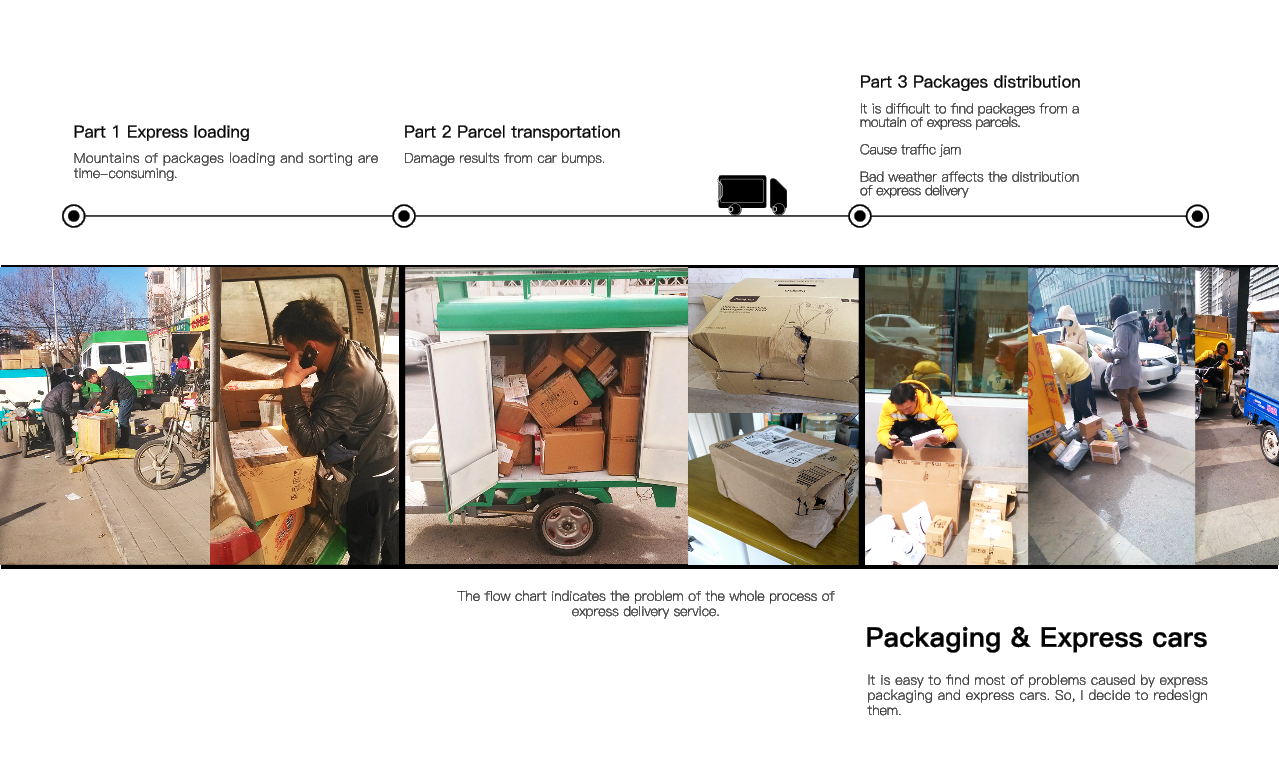 Part 1 Express loading
Mountains of packages loading and sorting are
time-consuming.
Part 2 Parcel transportation
Damage results from car bumps.
Part 3 Packages distribution
It is difficult to find packages from a
moutain of express parcels.
Cause traffic jam
Bad weather affects the distribution
of express delivery
The flow chart indicates the problem of the whole process of
express delivery service.
Packaging & Express cars
It is easy to find most of problems caused by express
packaging and express cars. So, I decide to redesign
them.